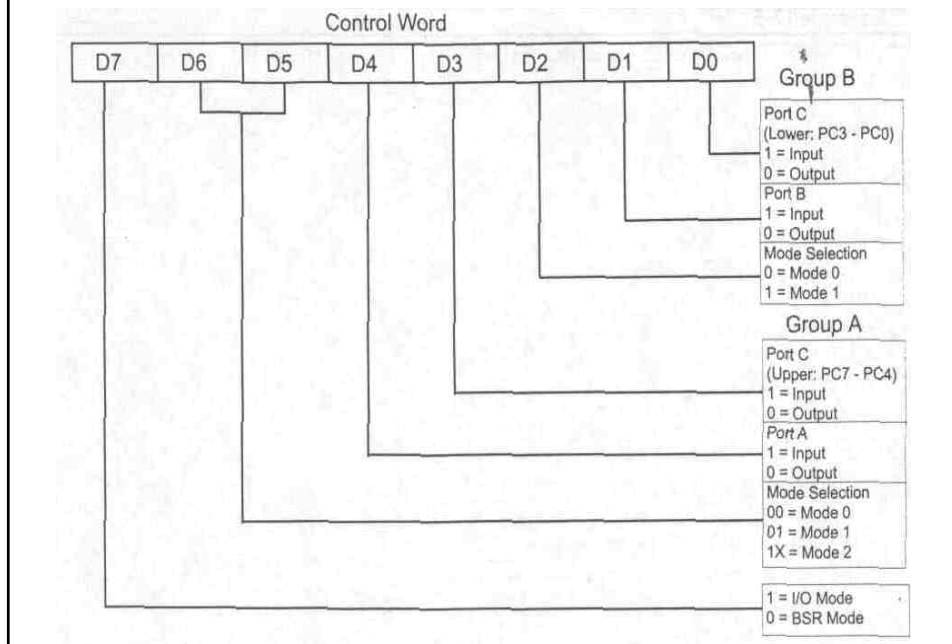 Control Word
D7 D6 D5 D4 D3 D2 D1 D0
Group B
Port C
(Lower: PC3 - PC0)
1 = Input
0 = Output
Port B
1 = Input
0 = Output
Mode Selection
0 = Mode 0
1 = Mode 1
Group A
Port C
(Upper: PC7 - PC4)
1 = Input
0 = Output
Port A
1 = Input
0 = Output
Mode Selection
00 = Mode 0
01 = Mode 1
1X = Mode 2
1 = I/O Mode
0 = BSR Mode